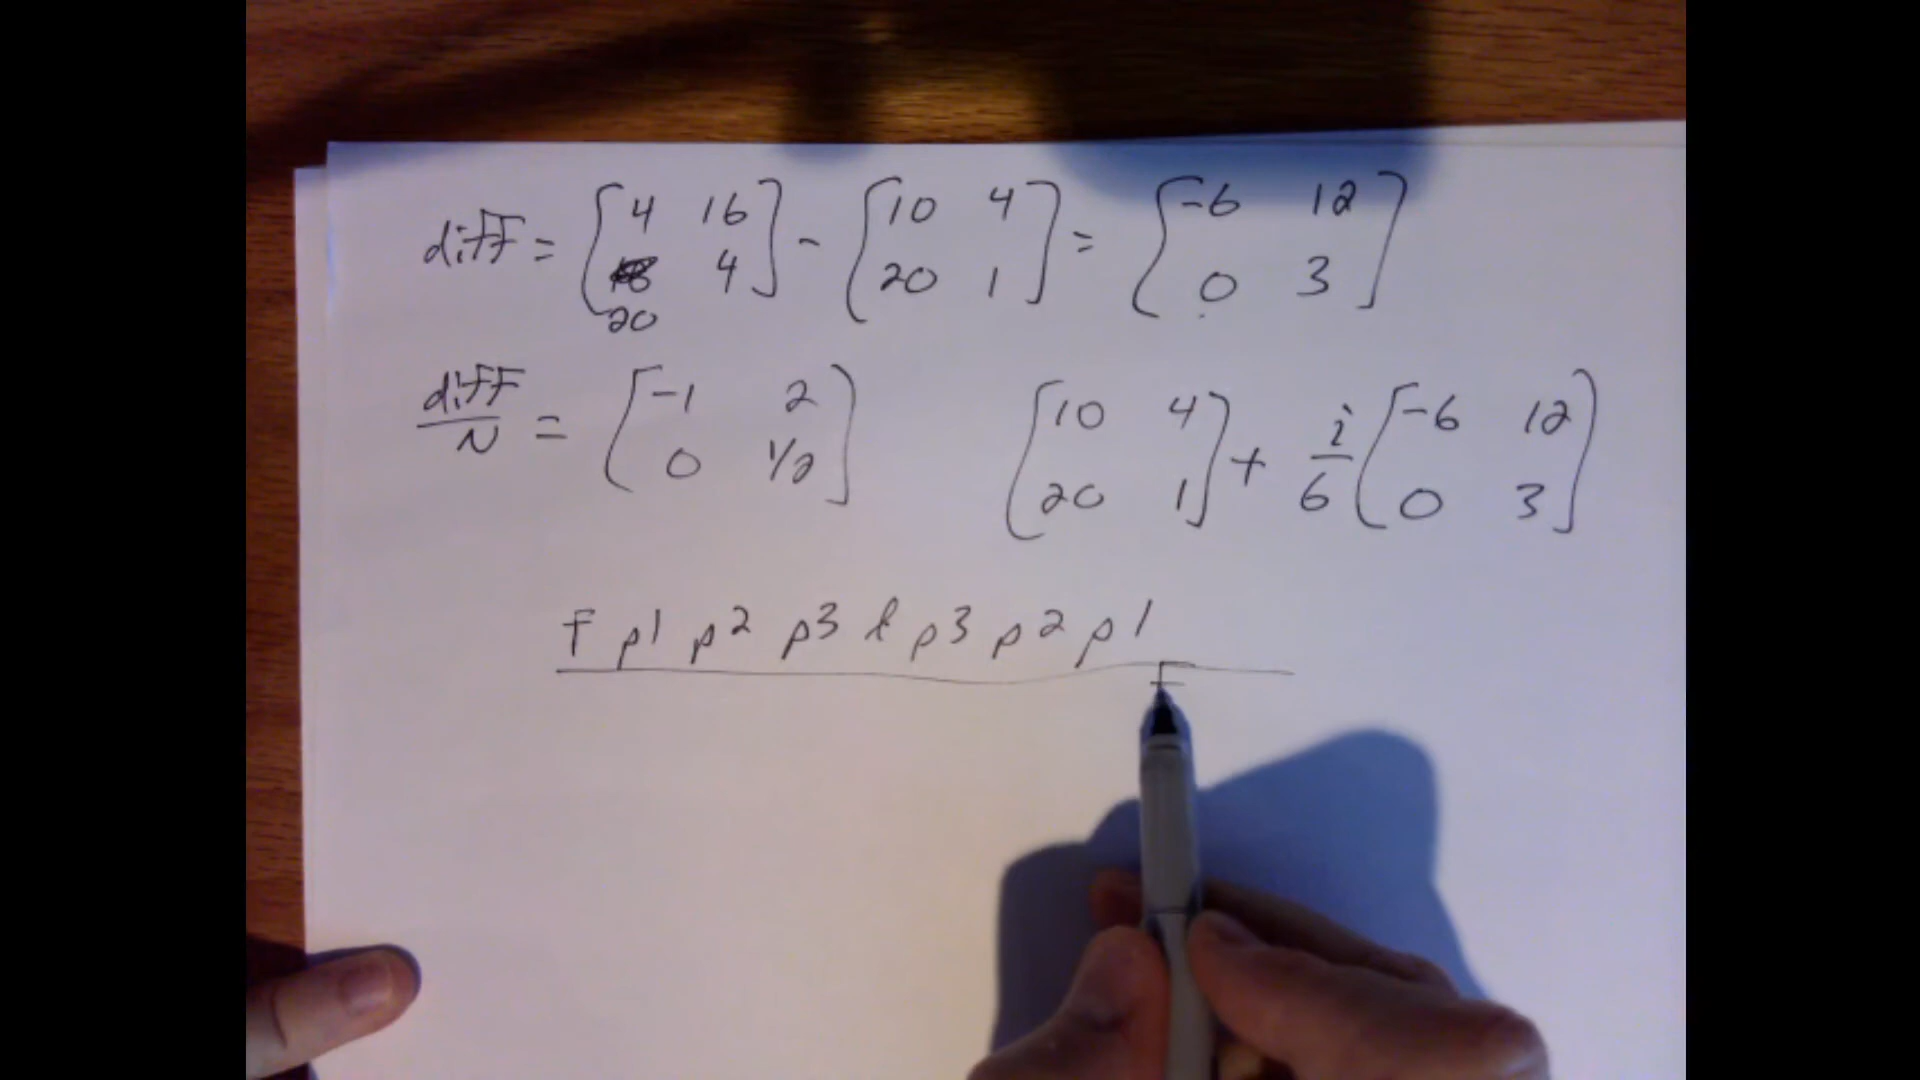 diff = [4 16] - [10 4] = [-6 12]
20 4 20 1 0 3
diff = [-1 2] [10 4] + i [-6 12]
N 0 1/2 20 1 6 0 3
F p1 p2 p3 l p3 p2 p1
F